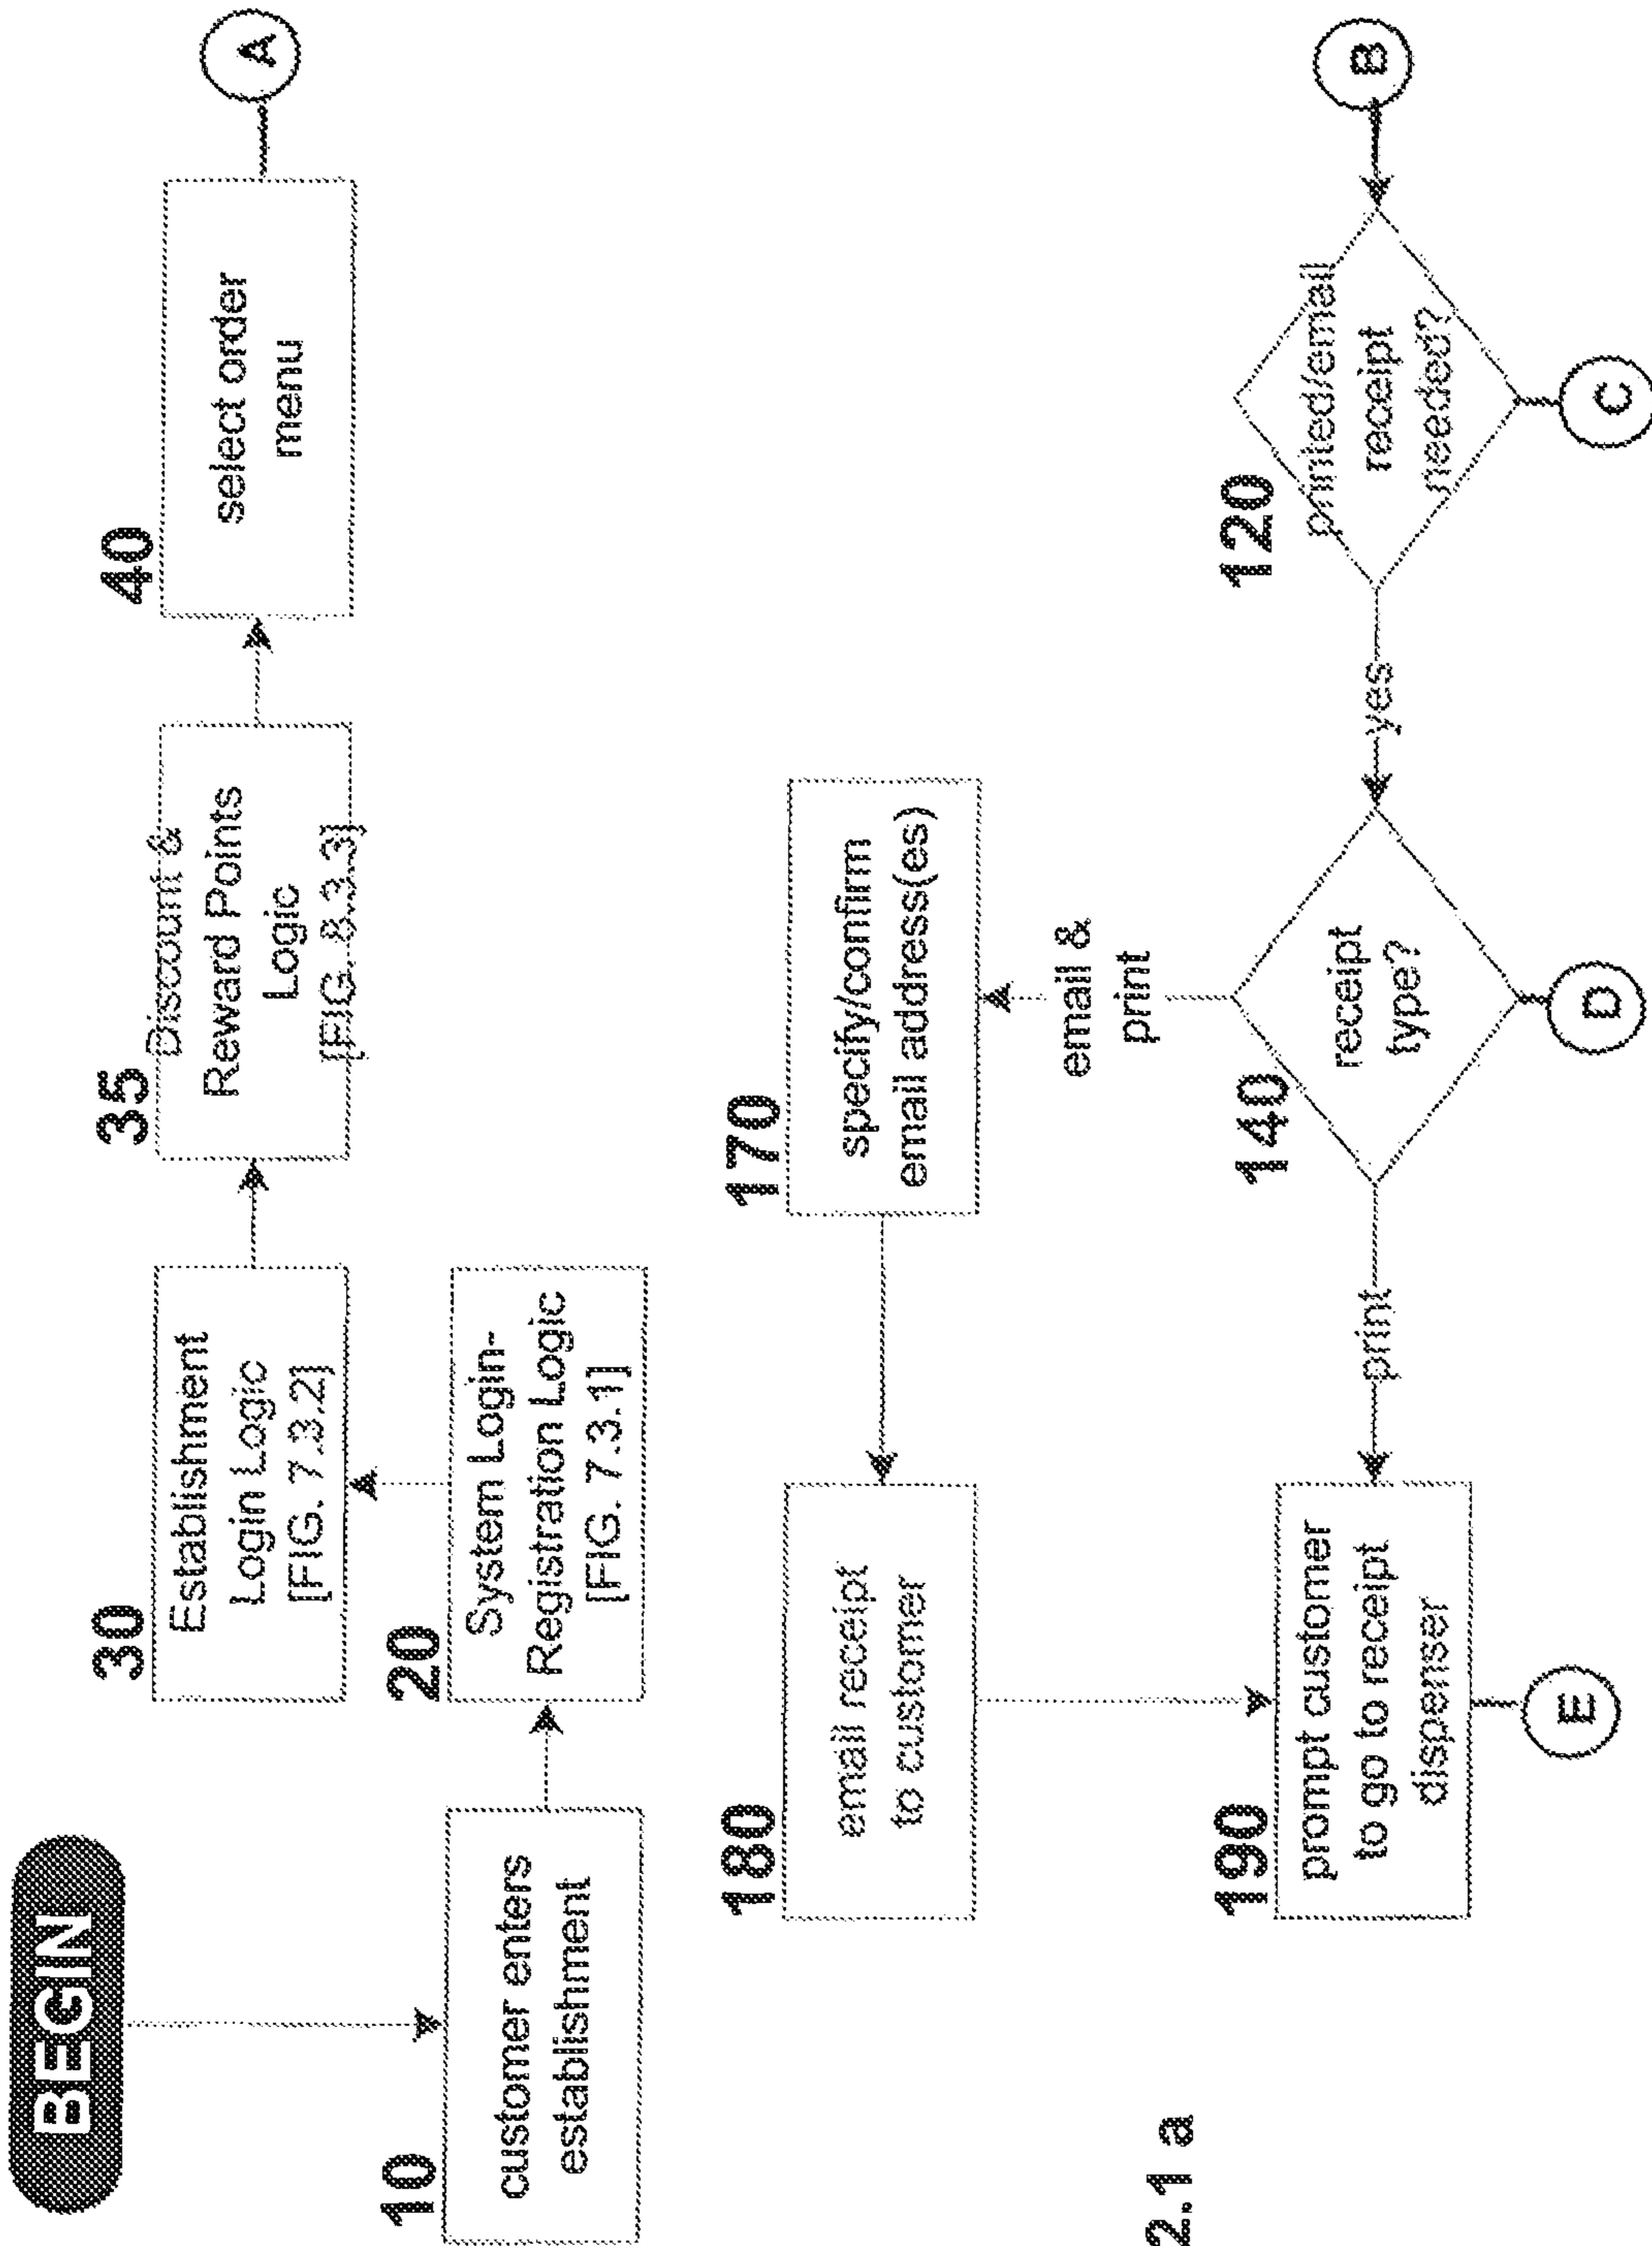 BEGIN
10
customer enters
establishment
20
System Login-
Registration Logic
[FIG. 7.3.1]
30
Establishment
Login Logic
[FIG. 7.3.2]
35
Discount &
Reward Points
Logic
[FIG. 8.3.3]
40
select order
menu
A
B
120
printed/email
receipt
needed?
C
yes
140
receipt
type?
D
email &
print
170
specify/confirm
email address(es)
180
email receipt
to customer
print
190
prompt customer
to go to receipt
dispenser
E
2.1 a